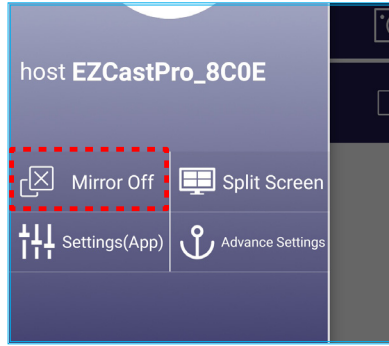 host EZCastPro_8C0E
Mirror Off
Split Screen
Settings(App)
Advance Settings